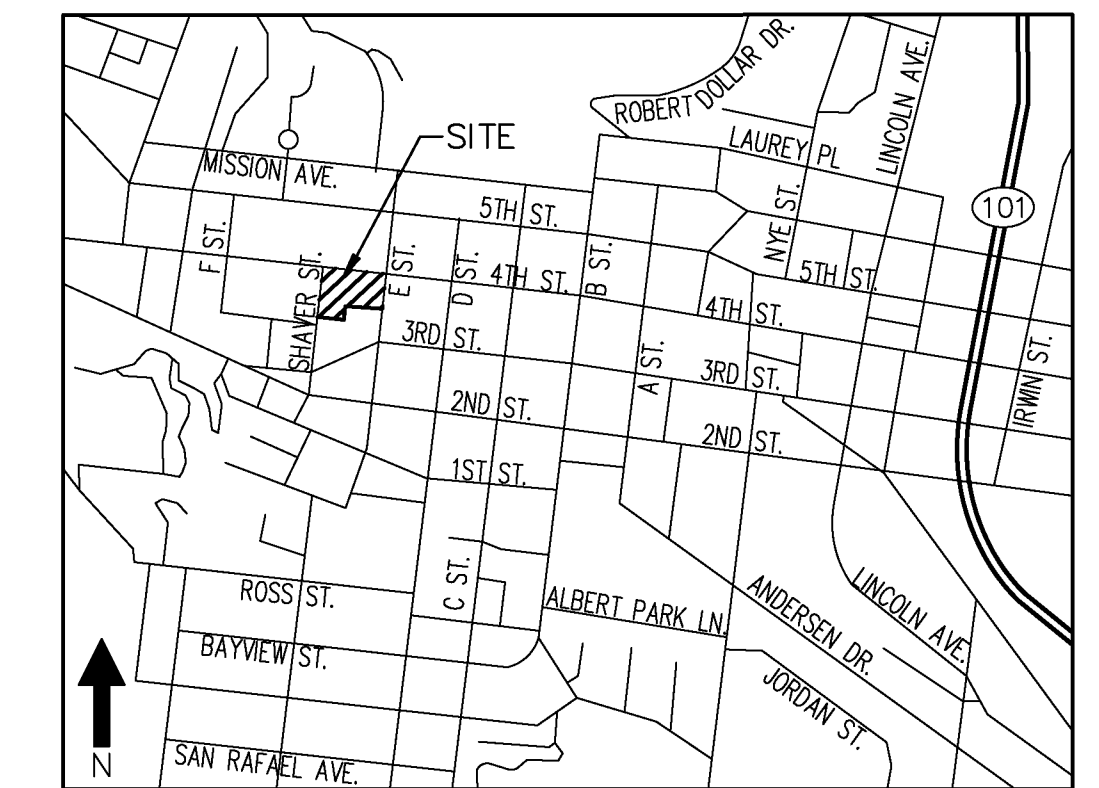 ROBERT DOLLAR DR.
LINCOLN AVE.
SITE
LAUREY PL
MISSION AVE.
101
5TH ST.
NYE ST.
F ST.
SHAVER ST.
E ST.
D ST.
4TH ST.
B ST.
5TH ST.
4TH ST.
3RD ST.
A ST.
3RD ST.
IRWIN ST.
2ND ST.
2ND ST.
1ST ST.
C ST.
ROSS ST.
ALBERT PARK LN.
ANDERSEN DR.
LINCOLN AVE.
BAYVIEW ST.
JORDAN ST.
N
SAN RAFAEL AVE.